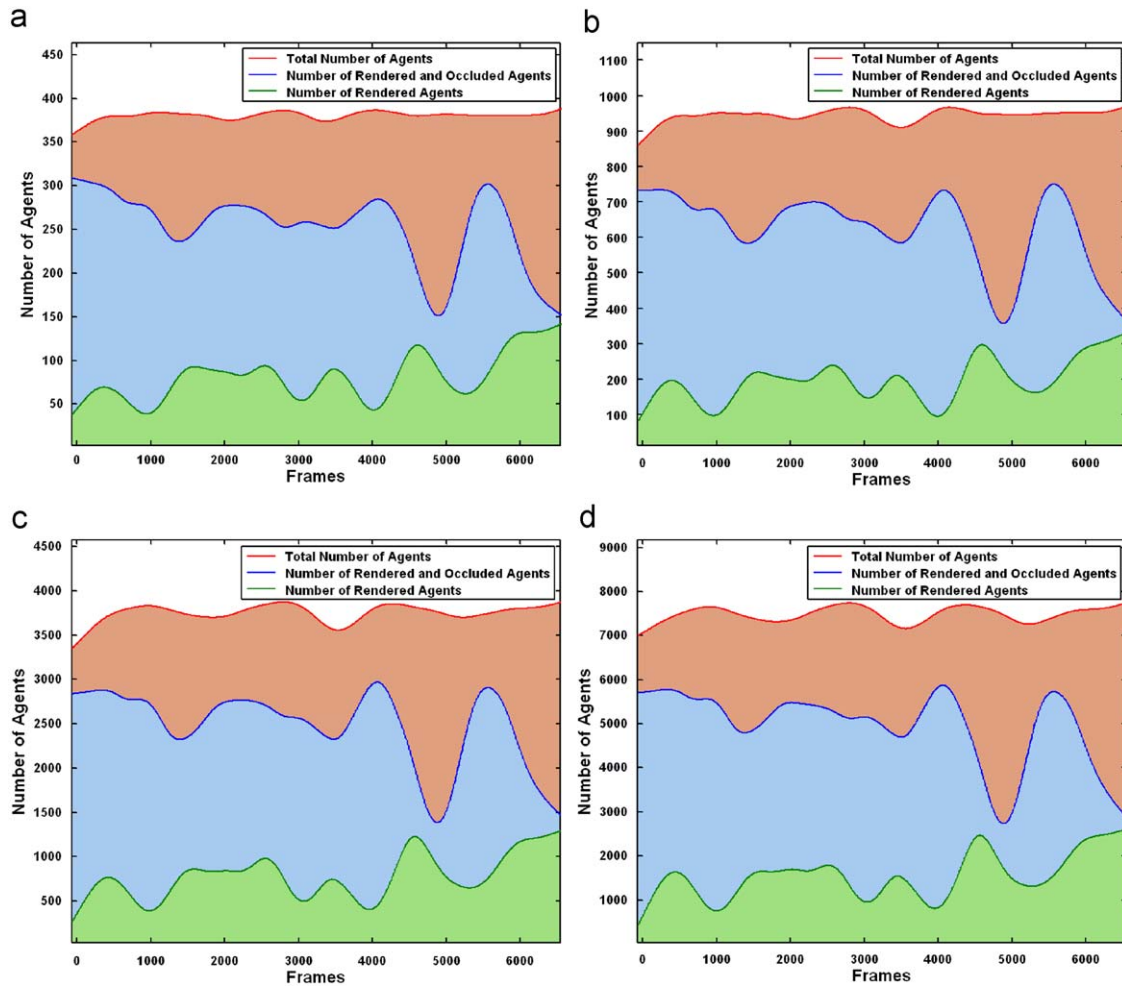 a
450
400
350
300
250
200
150
100
50
Number of Agents
Total Number of Agents
Number of Rendered and Occluded Agents
Number of Rendered Agents
0 1000 2000 3000 4000 5000 6000
Frames
b
1100
1000
900
800
700
600
500
400
300
200
100
Number of Agents
Total Number of Agents
Number of Rendered and Occluded Agents
Number of Rendered Agents
0 1000 2000 3000 4000 5000 6000
Frames
c
4500
4000
3500
3000
2500
2000
1500
1000
500
Number of Agents
Total Number of Agents
Number of Rendered and Occluded Agents
Number of Rendered Agents
0 1000 2000 3000 4000 5000 6000
Frames
d
9000
8000
7000
6000
5000
4000
3000
2000
1000
Number of Agents
Total Number of Agents
Number of Rendered and Occluded Agents
Number of Rendered Agents
0 1000 2000 3000 4000 5000 6000
Frames